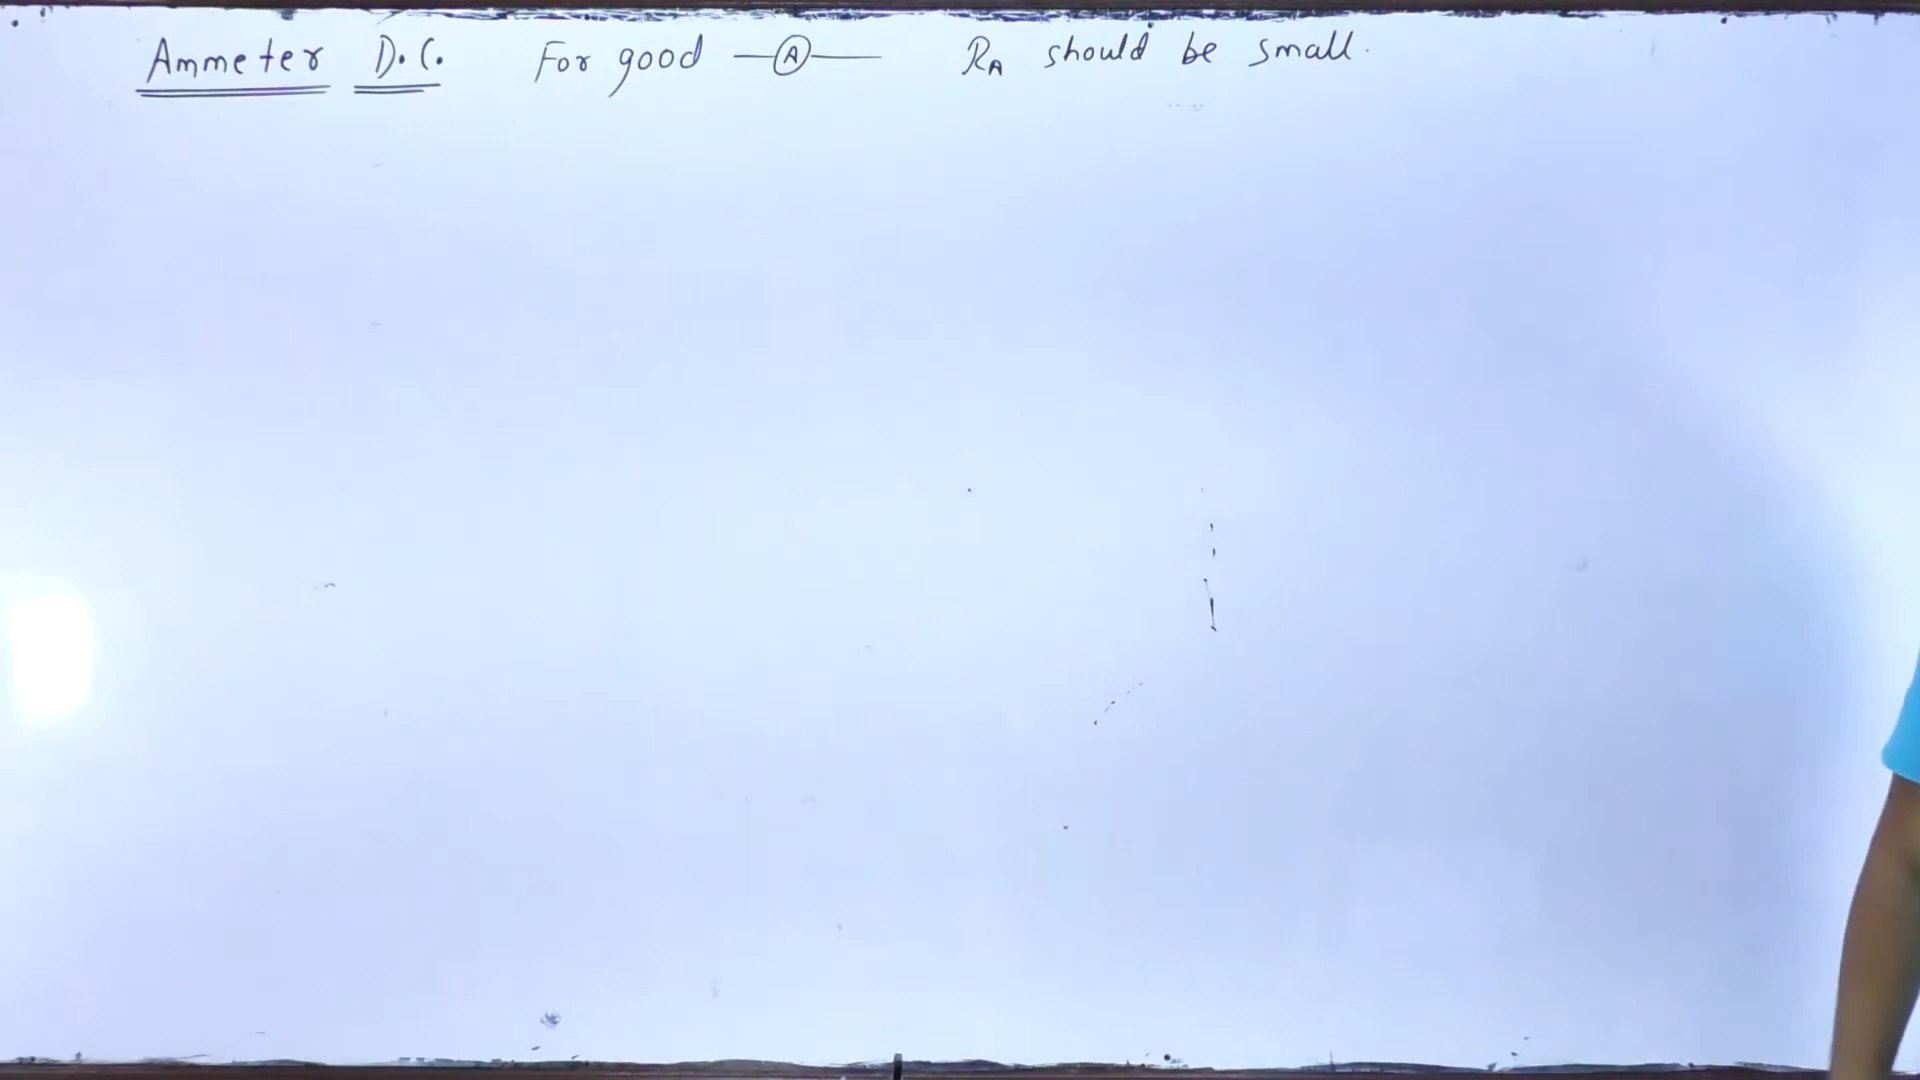 Ammeter D.C. For good —(A)— R_A should be small.